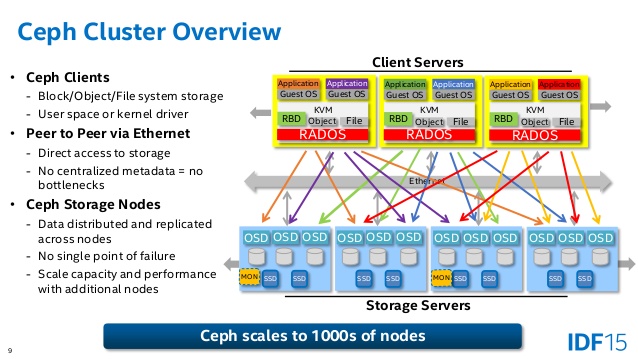 Ceph Cluster Overview
• Ceph Clients
- Block/Object/File system storage
- User space or kernel driver
• Peer to Peer via Ethernet
- Direct access to storage
- No centralized metadata = no
bottlenecks
• Ceph Storage Nodes
- Data distributed and replicated
across nodes
- No single point of failure
- Scale capacity and performance
with additional nodes
Client Servers
Application Application Application Application Application Application
Guest OS Guest OS Guest OS Guest OS Guest OS Guest OS
KVM KVM KVM
RBD Object File RBD Object File RBD Object File
RADOS RADOS RADOS
Ethernet
OSD OSD OSD OSD OSD OSD OSD OSD OSD OSD OSD OSD
MON SSD SSD SSD SSD MON SSD SSD SSD SSD
Storage Servers
Ceph scales to 1000s of nodes
9
IDF15